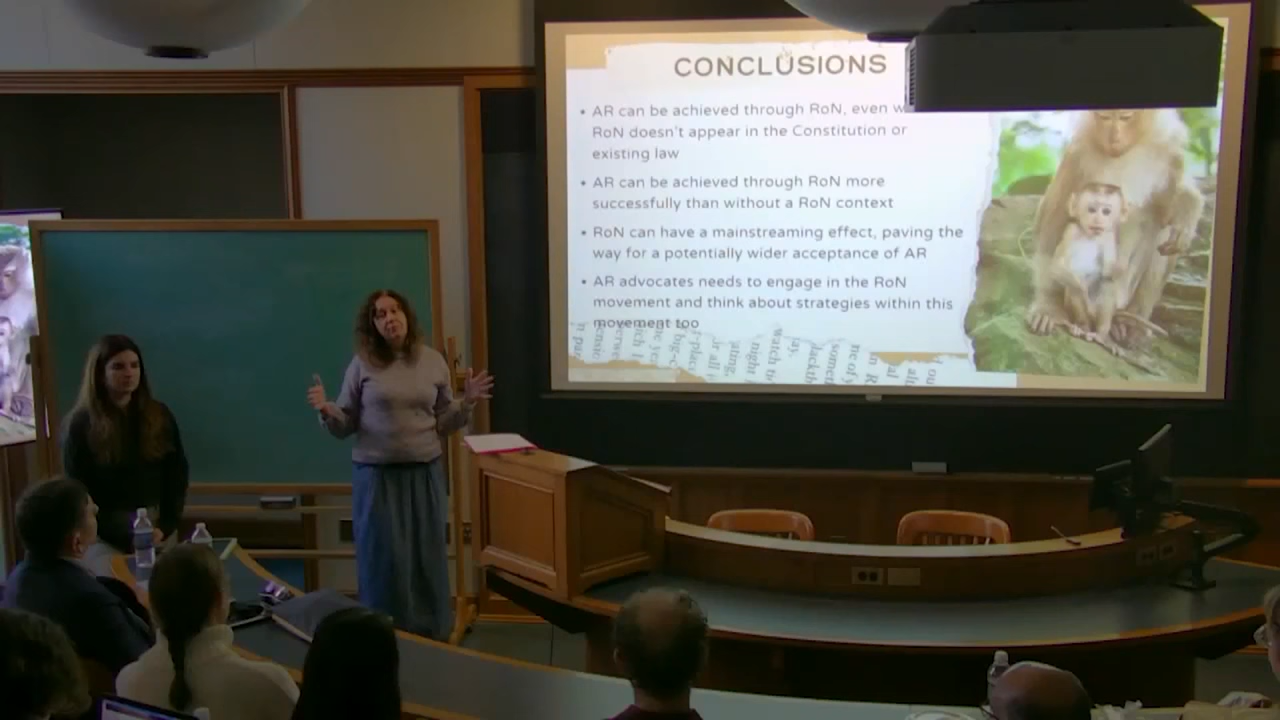 CONCLUSIONS
• AR can be achieved through RoN, even
RoN doesn't appear in the Constitution or
existing law
• AR can be achieved through RoN more
successfully than without a RoN context
• RoN can have a mainstreaming effect, paving the
way for a potentially wider acceptance of AR
• AR advocates needs to engage in the RoN
movement and think about strategies within this
movement too
watch
night